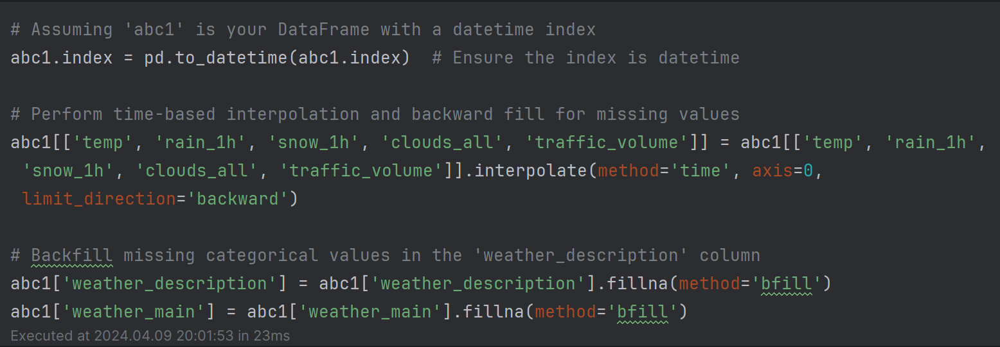 # Assuming 'abc1' is your DataFrame with a datetime index
abc1.index = pd.to_datetime(abc1.index)  # Ensure the index is datetime
# Perform time-based interpolation and backward fill for missing values
abc1[['temp', 'rain_1h', 'snow_1h', 'clouds_all', 'traffic_volume']] = abc1[['temp', 'rain_1h',
'snow_1h', 'clouds_all', 'traffic_volume']].interpolate(method='time', axis=0,
limit_direction='backward')
# Backfill missing categorical values in the 'weather_description' column
abc1['weather_description'] = abc1['weather_description'].fillna(method='bfill')
abc1['weather_main'] = abc1['weather_main'].fillna(method='bfill')
Executed at 2024.04.09 20:01:53 in 23ms